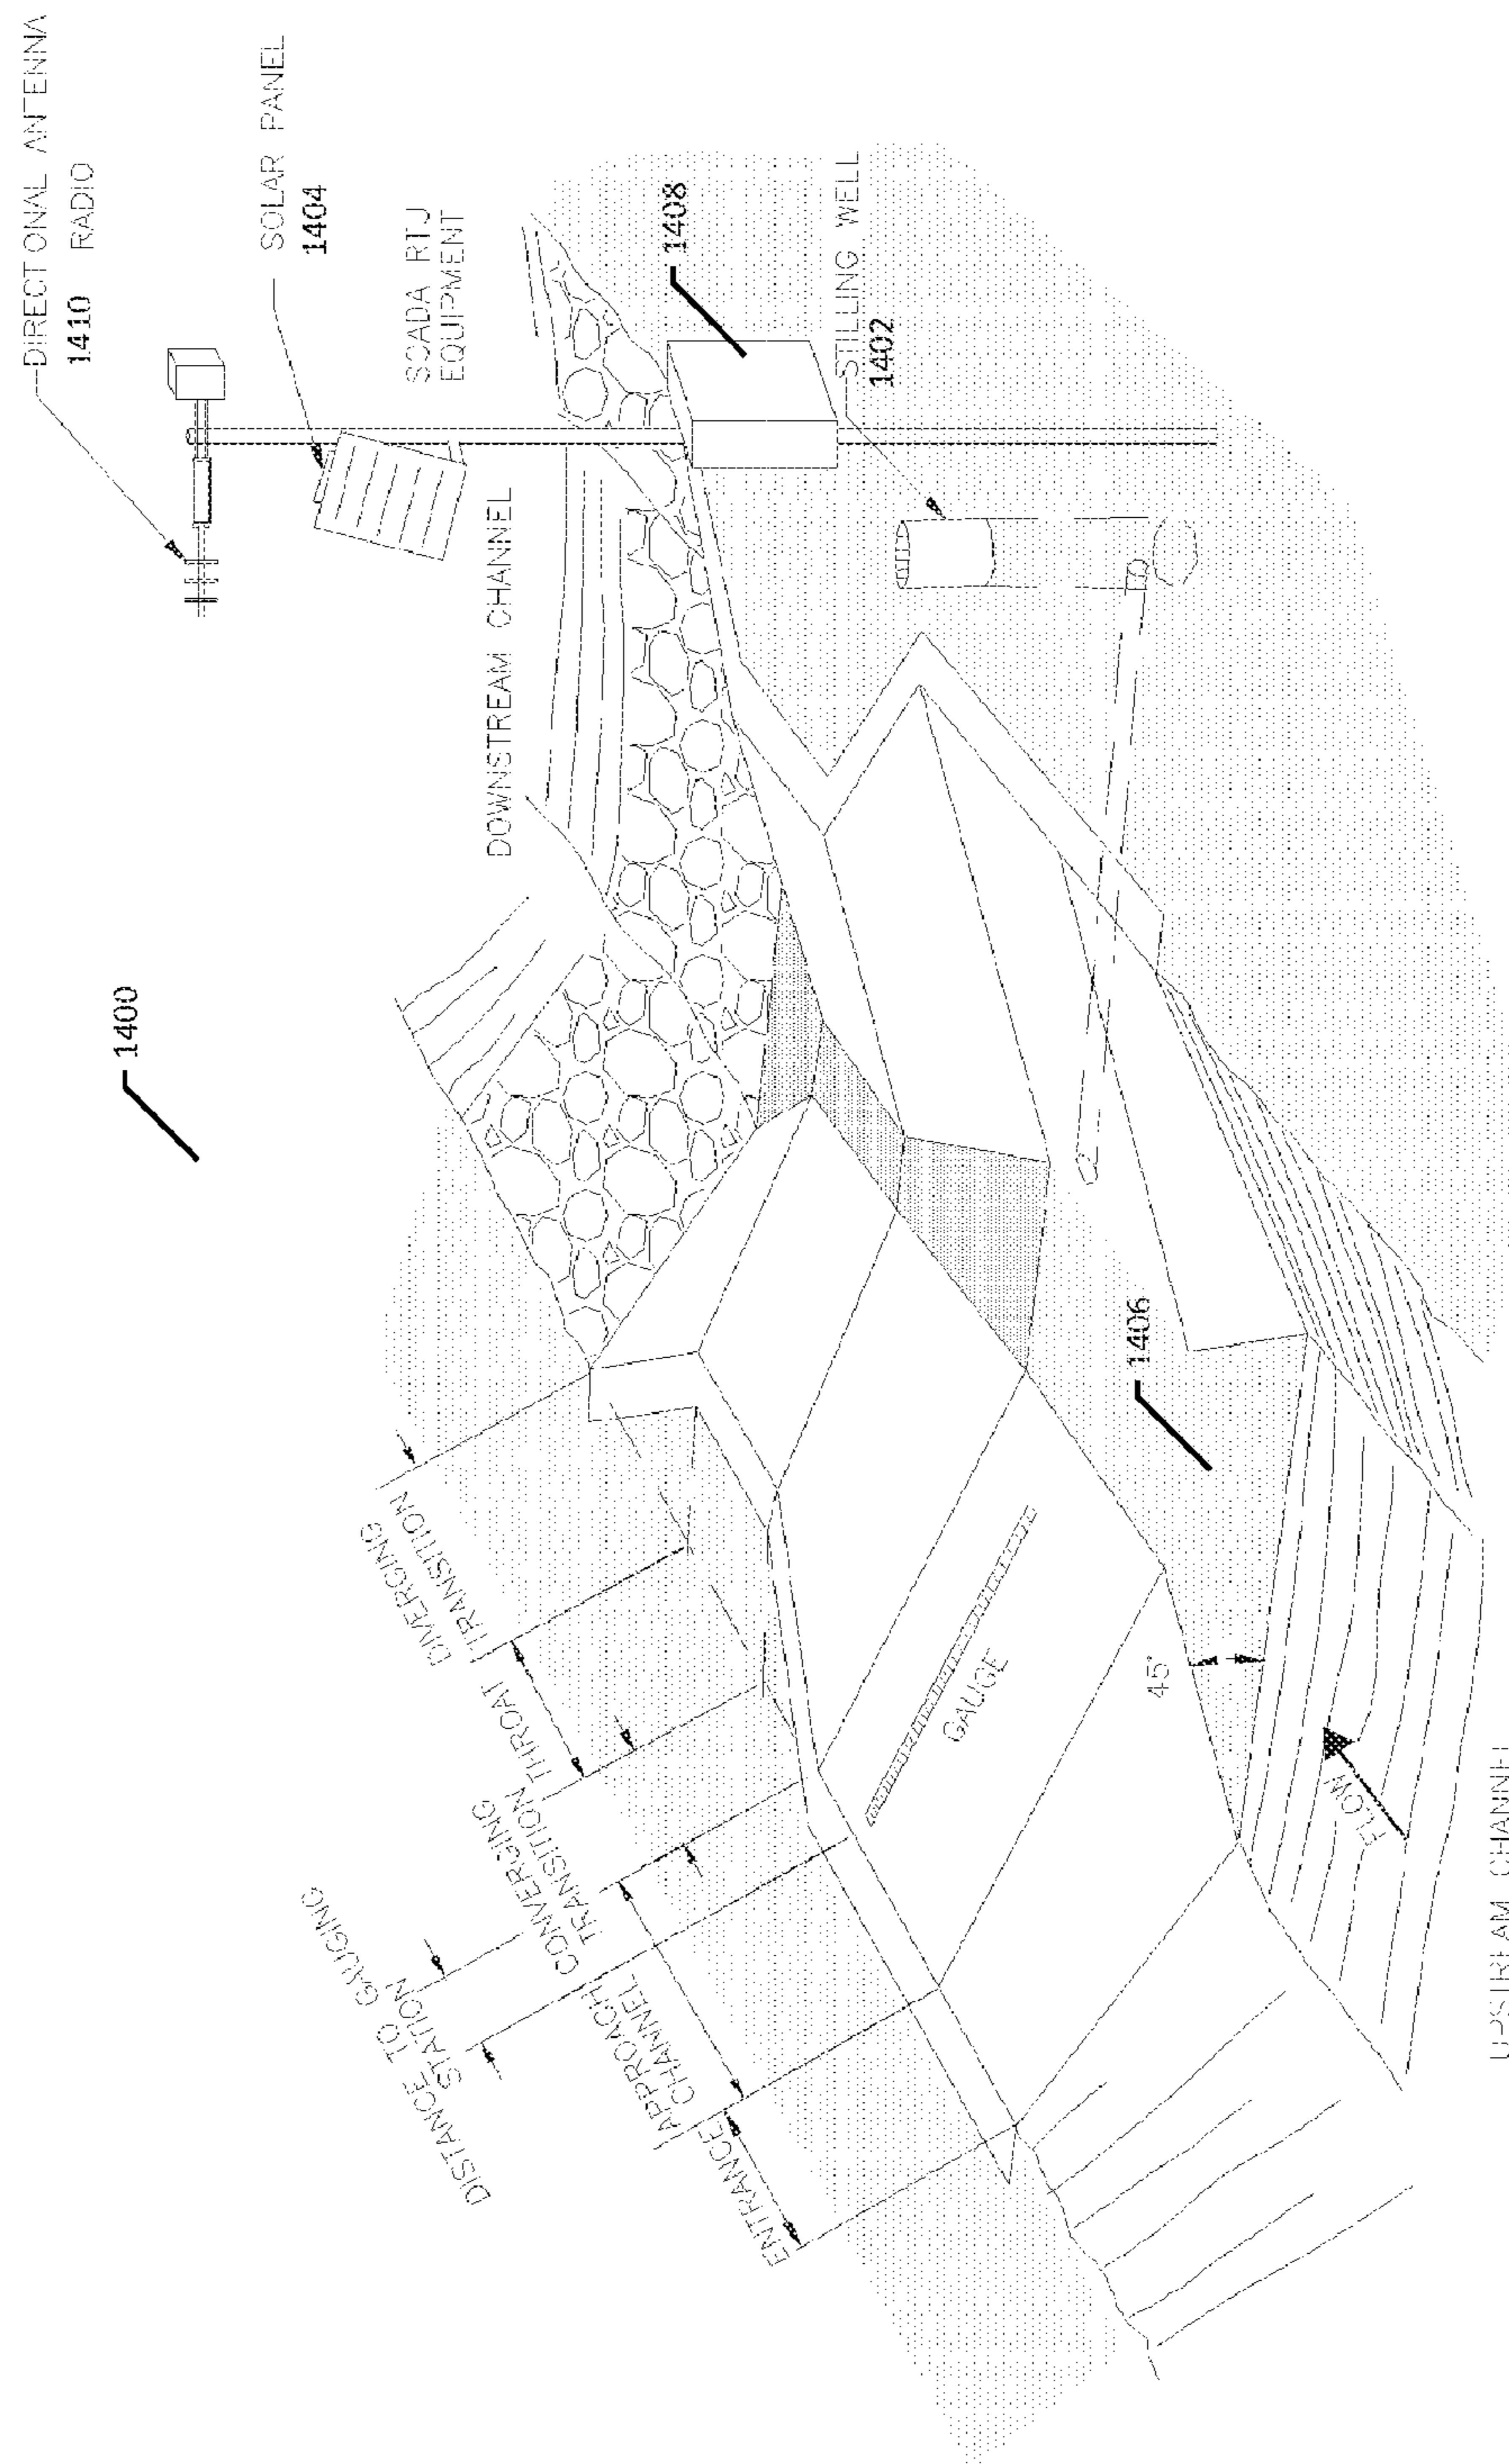 DIRECTIONAL ANTENNA
1410 RADIO
SOLAR PANEL
1404
SCADA RTU
EQUIPMENT
1408
STILLING WELL
1402
DOWNSTREAM CHANNEL
1400
1406
DIVERGING
TRANSITION
THROAT
CONVERGING
TRANSITION
DISTANCE TO GAUGING
STATION
APPROACH
CHANNEL
ENTRANCE
GAUGE
45°
FLOW
UPSTREAM CHANNEL